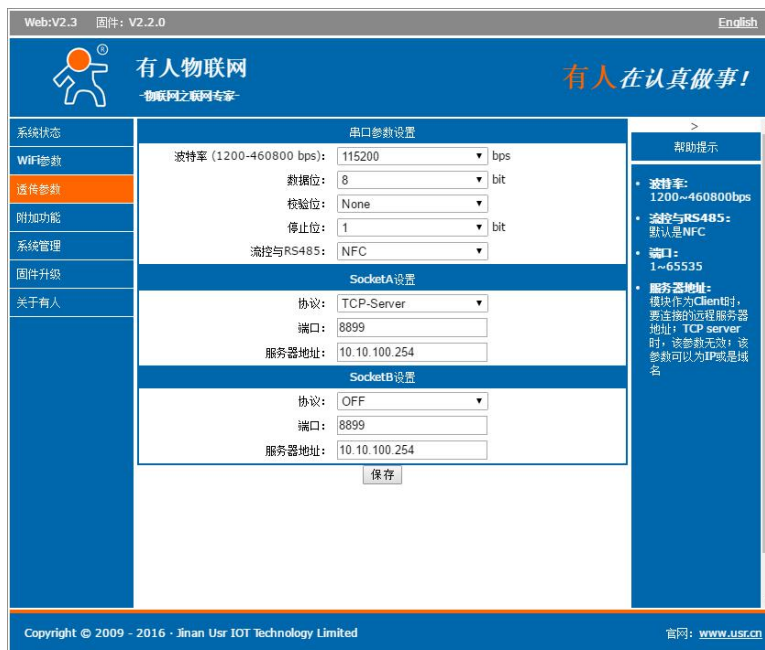 Web:V2.3 固件: V2.2.0 English
®
有人物联网
-物联网之联网专家-
有人在认真做事!
系统状态
WiFi参数
透传参数
附加功能
系统管理
固件升级
关于有人
串口参数设置
波特率 (1200-460800 bps): 115200 bps
数据位: 8 bit
校验位: None
停止位: 1 bit
流控与RS485: NFC
SocketA设置
协议: TCP-Server
端口: 8899
服务器地址: 10.10.100.254
SocketB设置
协议: OFF
端口: 8899
服务器地址: 10.10.100.254
保存
>
帮助提示
• 波特率:
1200~460800bps
• 流控与RS485:
默认是NFC
• 端口:
1~65535
• 服务器地址:
模块作为Client时，
要连接的远程服务器
地址；TCP server
时，该参数无效；该
参数可以为IP或是域
名
Copyright © 2009 - 2016 · Jinan Usr IOT Technology Limited 官网: www.usr.cn